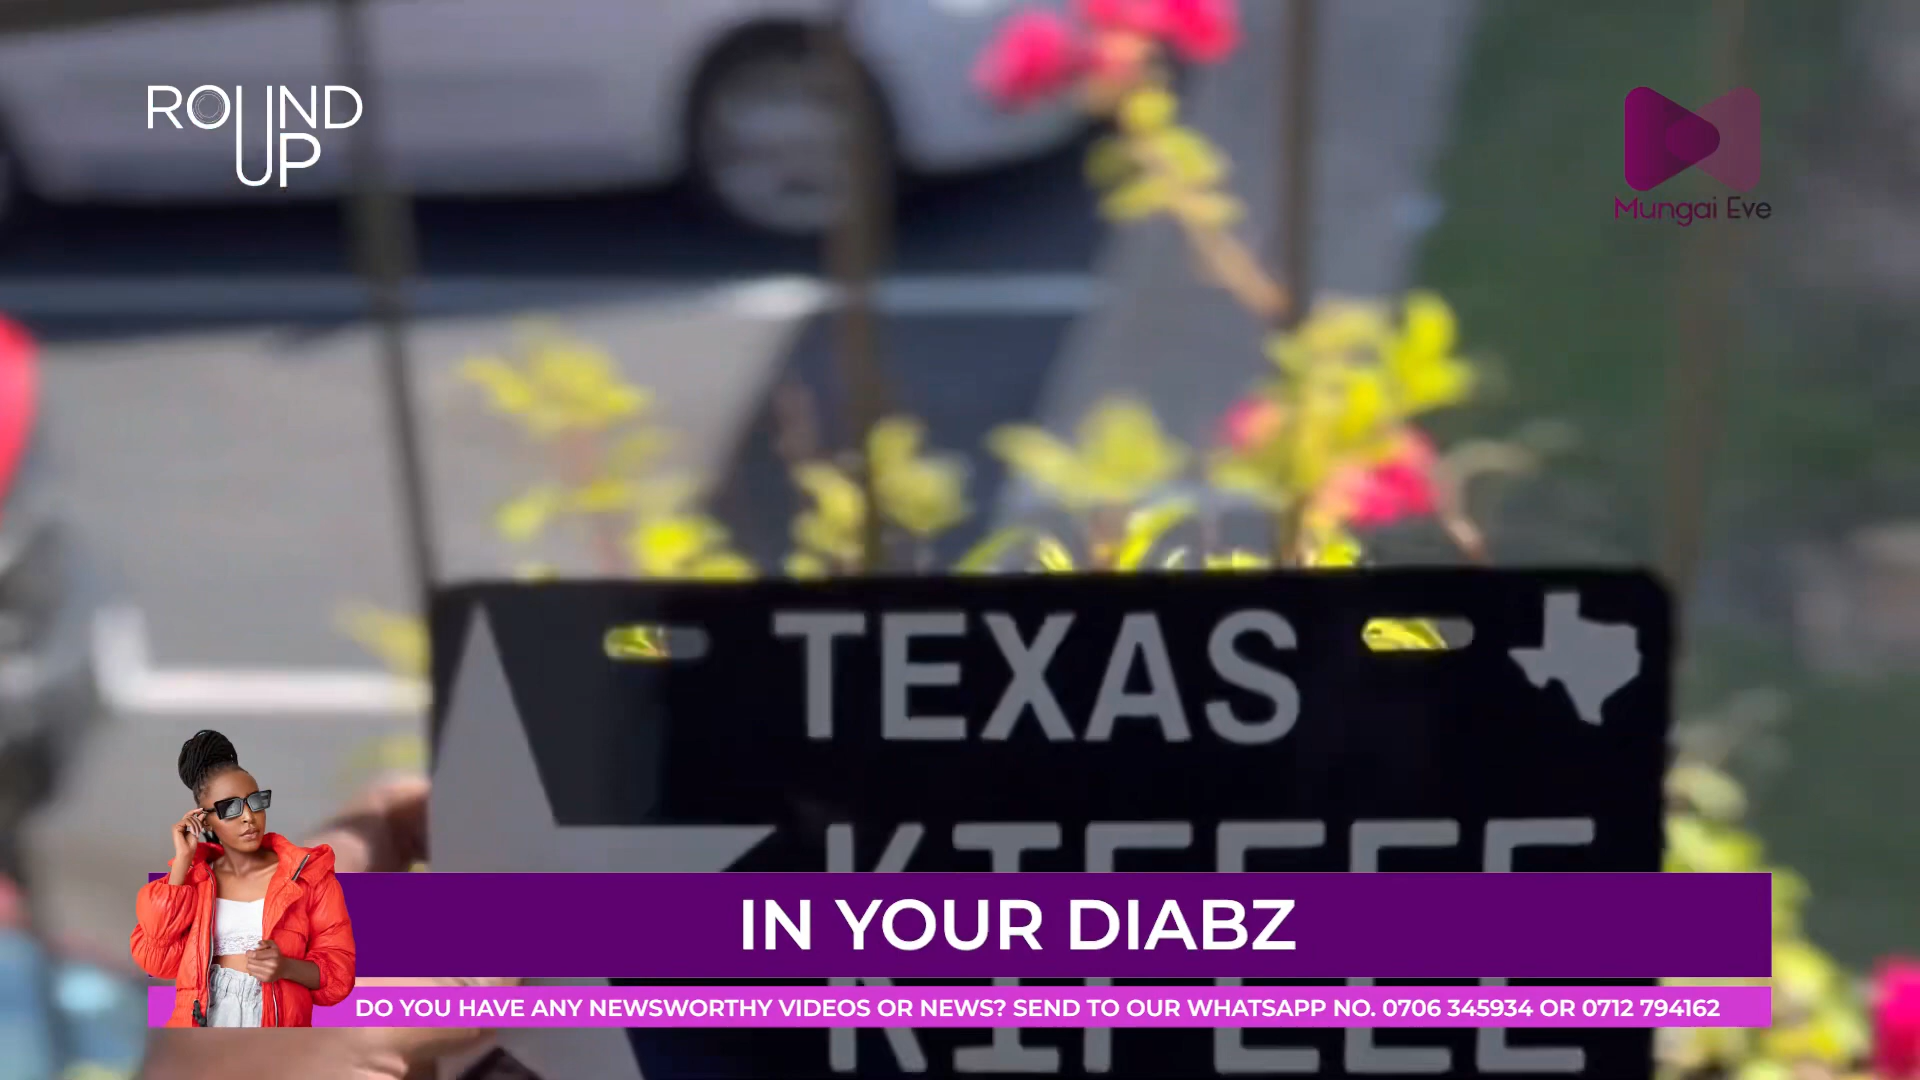 ROUND
UP
Mungai Eve
TEXAS
IN YOUR DIABZ
DO YOU HAVE ANY NEWSWORTHY VIDEOS OR NEWS? SEND TO OUR WHATSAPP NO. 0706 345934 OR 0712 794162